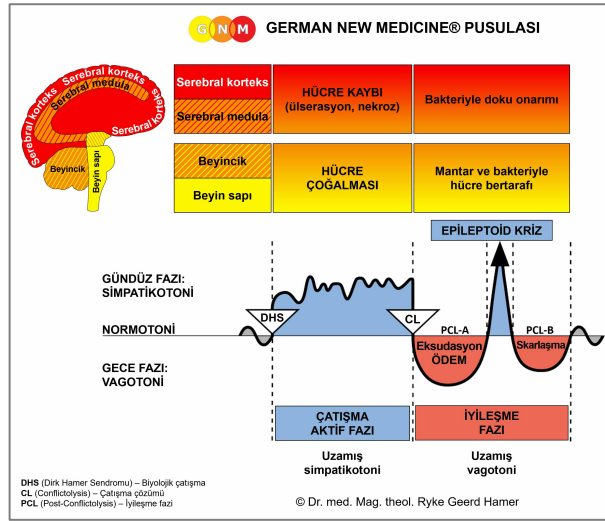 GNM
GERMAN NEW MEDICINE® PUSULASI
Serebral korteks
Serebral korteks
Serebral korteks
Serebral korteks
Serebral medula
Beyincik
Beyin sapı
Serebral korteks
Serebral medula
HÜCRE KAYBI
(ülserasyon, nekroz)
Bakteriyle doku onarımı
Beyincik
Beyin sapı
HÜCRE
ÇOĞALMASI
Mantar ve bakteriyle
hücre bertarafı
EPİLEPTOİD KRİZ
GÜNDÜZ FAZI:
SİMPATİKOTONİ
DHS
CL
NORMOTONİ
PCL-A
PCL-B
Eksudasyon
ÖDEM
Skarlaşma
GECE FAZI:
VAGOTONİ
ÇATIŞMA
AKTİF FAZI
İYİLEŞME
FAZI
Uzamış
simpatikotoni
Uzamış
vagotoni
DHS (Dirk Hamer Sendromu) – Biyolojik çatışma
CL (Conflictolysis) – Çatışma çözümü
PCL (Post-Conflictolysis) – İyileşme fazi
© Dr. med. Mag. theol. Ryke Geerd Hamer